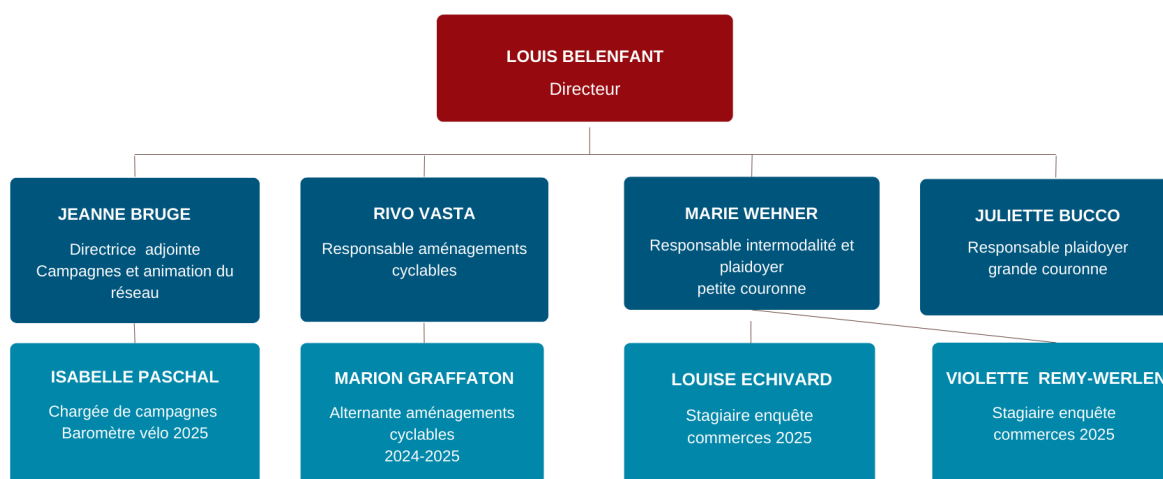 LOUIS BELENFANT
Directeur
JEANNE BRUGE
Directrice adjointe
Campagnes et animation du
réseau
RIVO VASTA
Responsable aménagements
cyclables
MARIE WEHNER
Responsable intermodalité et
plaidoyer
petite couronne
JULIETTE BUCCO
Responsable plaidoyer
grande couronne
ISABELLE PASCHAL
Chargée de campagnes
Baromètre vélo 2025
MARION GRAFFATON
Alternante aménagements
cyclables
2024-2025
LOUISE ECHIVARD
Stagiaire enquête
commerces 2025
VIOLETTE REMY-WERLEN
Stagiaire enquête
commerces 2025